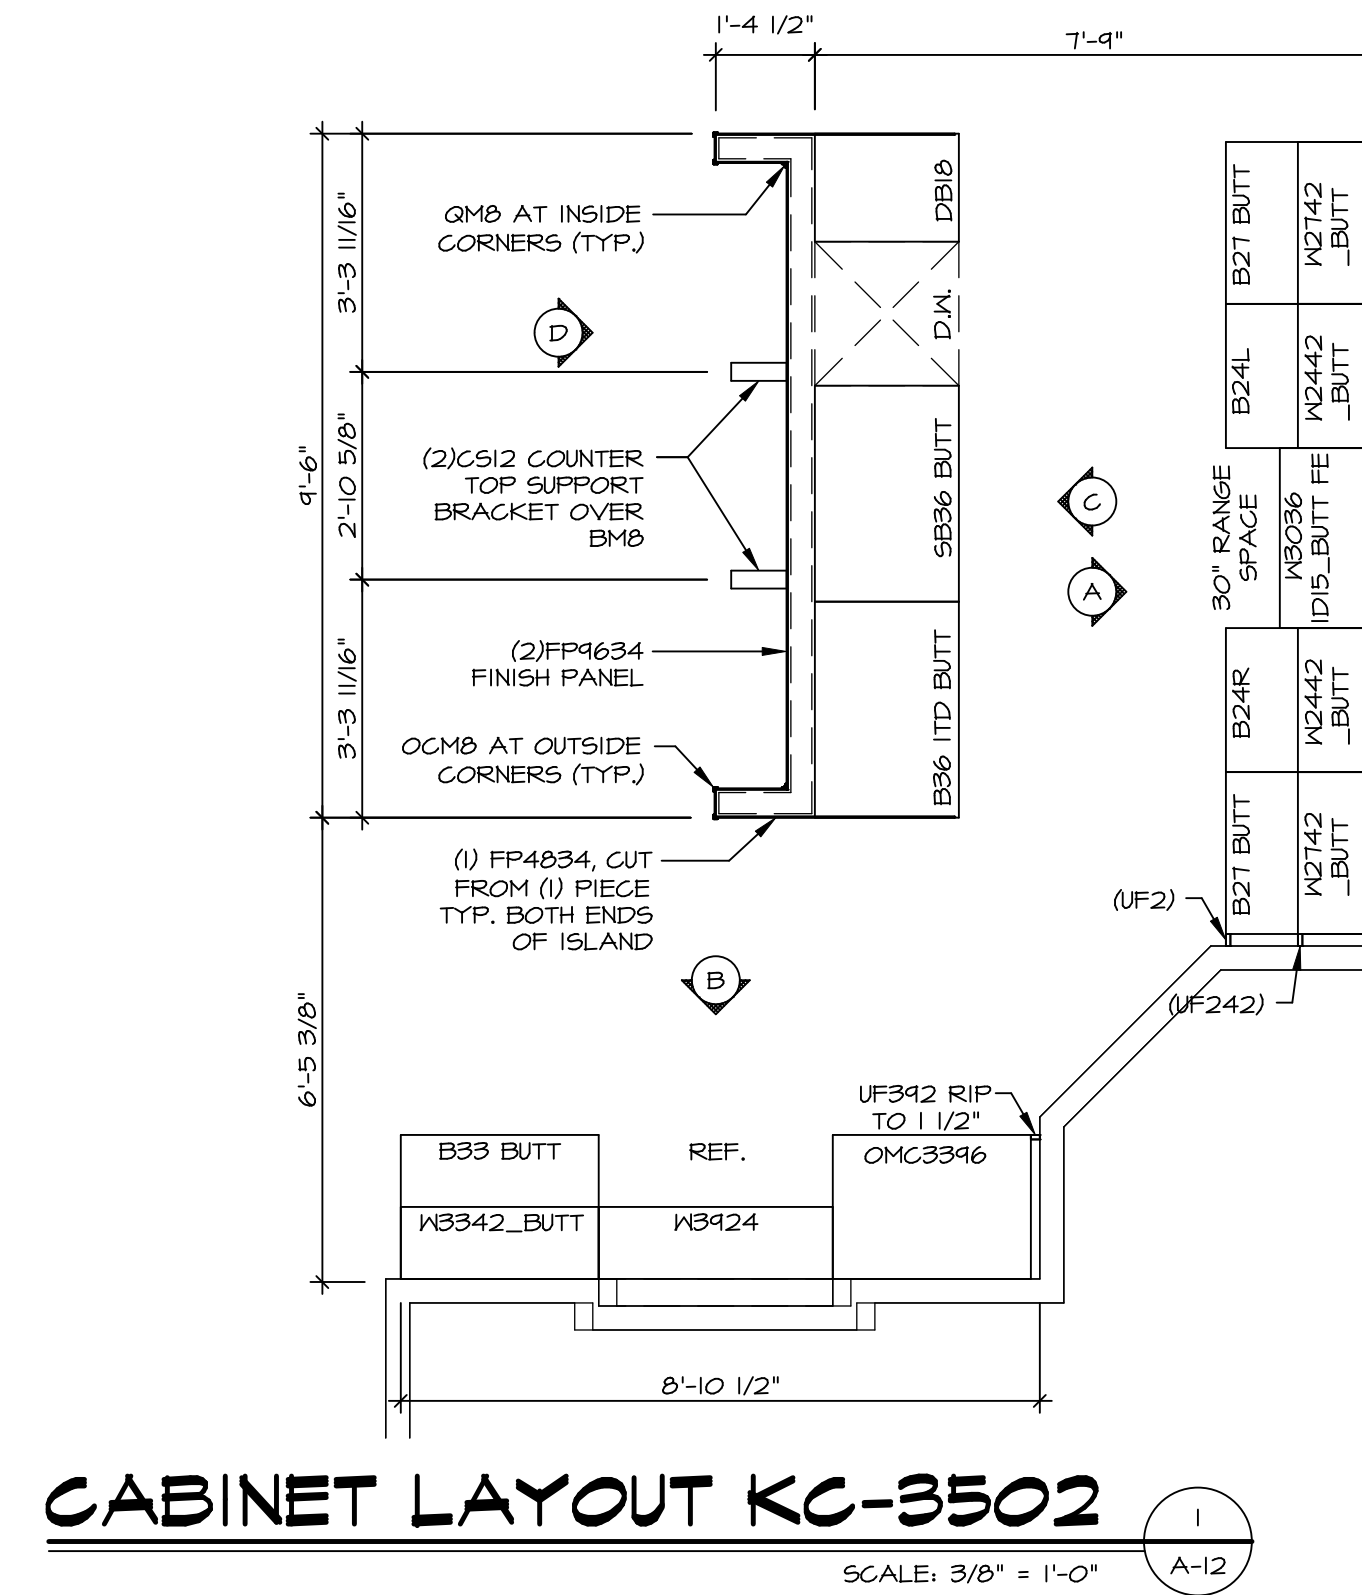 1'-4 1/2"
7'-9"
QM8 AT INSIDE
CORNERS (TYP.)
DB18
B27 BUTT
W2742
_BUTT
3'-3 11/16"
D
D.W.
B24L
W2442
_BUTT
9'-6"
2'-10 5/8"
(2)CS12 COUNTER
TOP SUPPORT
BRACKET OVER
BM8
SB36 BUTT
C
A
30" RANGE
SPACE
W3036
1D15_BUTT FE
(2)FP9634
FINISH PANEL
3'-3 11/16"
OCM8 AT OUTSIDE
CORNERS (TYP.)
B36 1TD BUTT
B24R
W2442
_BUTT
(1) FP4834, CUT
FROM (1) PIECE
TYP. BOTH ENDS
OF ISLAND
B27 BUTT
W2742
_BUTT
(UF2)
B
(UF242)
6'-5 3/8"
UF392 RIP
TO 1 1/2"
B33 BUTT
REF.
OMC3396
W3342_BUTT
W3924
8'-10 1/2"
CABINET LAYOUT KC-3502
1
A-12
SCALE: 3/8" = 1'-0"